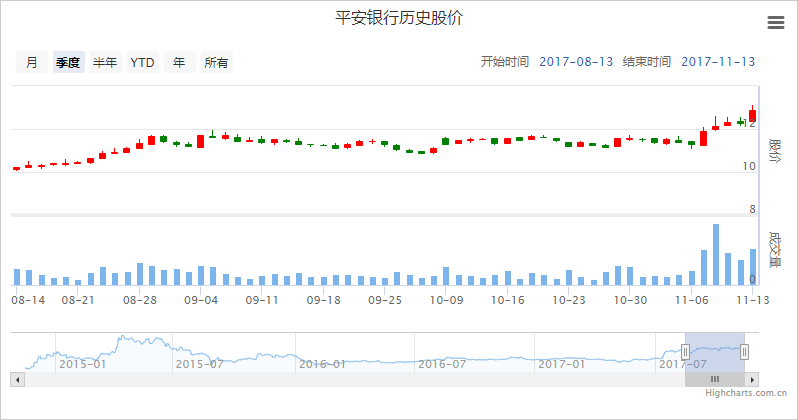 平安银行历史股价
月 季度 半年 YTD 年 所有 开始时间 2017-08-13 结束时间 2017-11-13
12
股价
10
8
成交量
0
08-14 08-21 08-28 09-04 09-11 09-18 09-25 10-09 10-16 10-23 10-30 11-06 11-13
2015-01 2015-07 2016-01 2016-07 2017-01 2017-07
Highcharts.com.cn